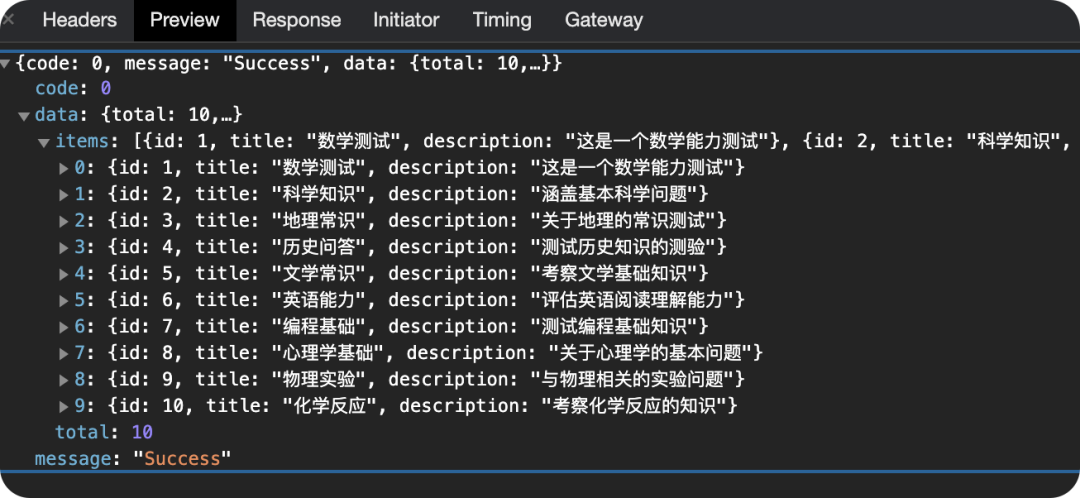 Headers Preview Response Initiator Timing Gateway
{code: 0, message: "Success", data: {total: 10,…}}
code: 0
data: {total: 10,…}
items: [{id: 1, title: "数学测试", description: "这是一个数学能力测试"}, {id: 2, title: "科学知识",
0: {id: 1, title: "数学测试", description: "这是一个数学能力测试"}
1: {id: 2, title: "科学知识", description: "涵盖基本科学问题"}
2: {id: 3, title: "地理常识", description: "关于地理的常识测试"}
3: {id: 4, title: "历史问答", description: "测试历史知识的测验"}
4: {id: 5, title: "文学常识", description: "考察文学基础知识"}
5: {id: 6, title: "英语能力", description: "评估英语阅读理解能力"}
6: {id: 7, title: "编程基础", description: "测试编程基础知识"}
7: {id: 8, title: "心理学基础", description: "关于心理学的基本问题"}
8: {id: 9, title: "物理实验", description: "与物理相关的实验问题"}
9: {id: 10, title: "化学反应", description: "考察化学反应的知识"}
total: 10
message: "Success"